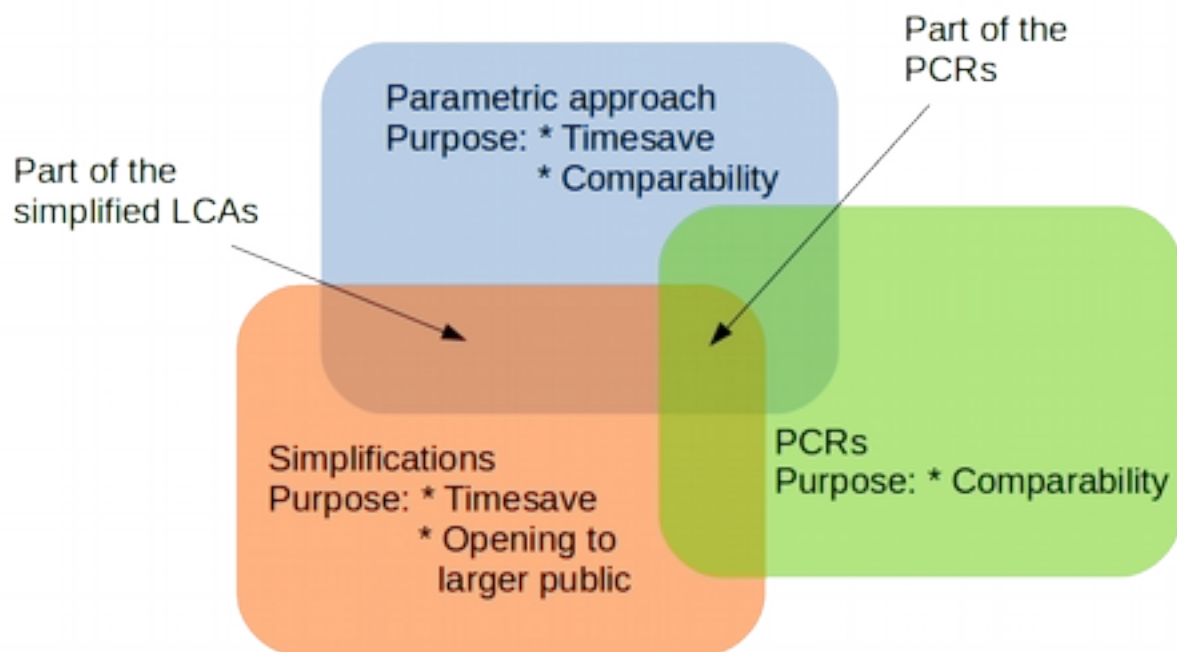 Part of the
PCRs
Parametric approach
Purpose: * Timesave
* Comparability
Part of the
simplified LCAs
PCRs
Purpose: * Comparability
Simplifications
Purpose: * Timesave
* Opening to
larger public